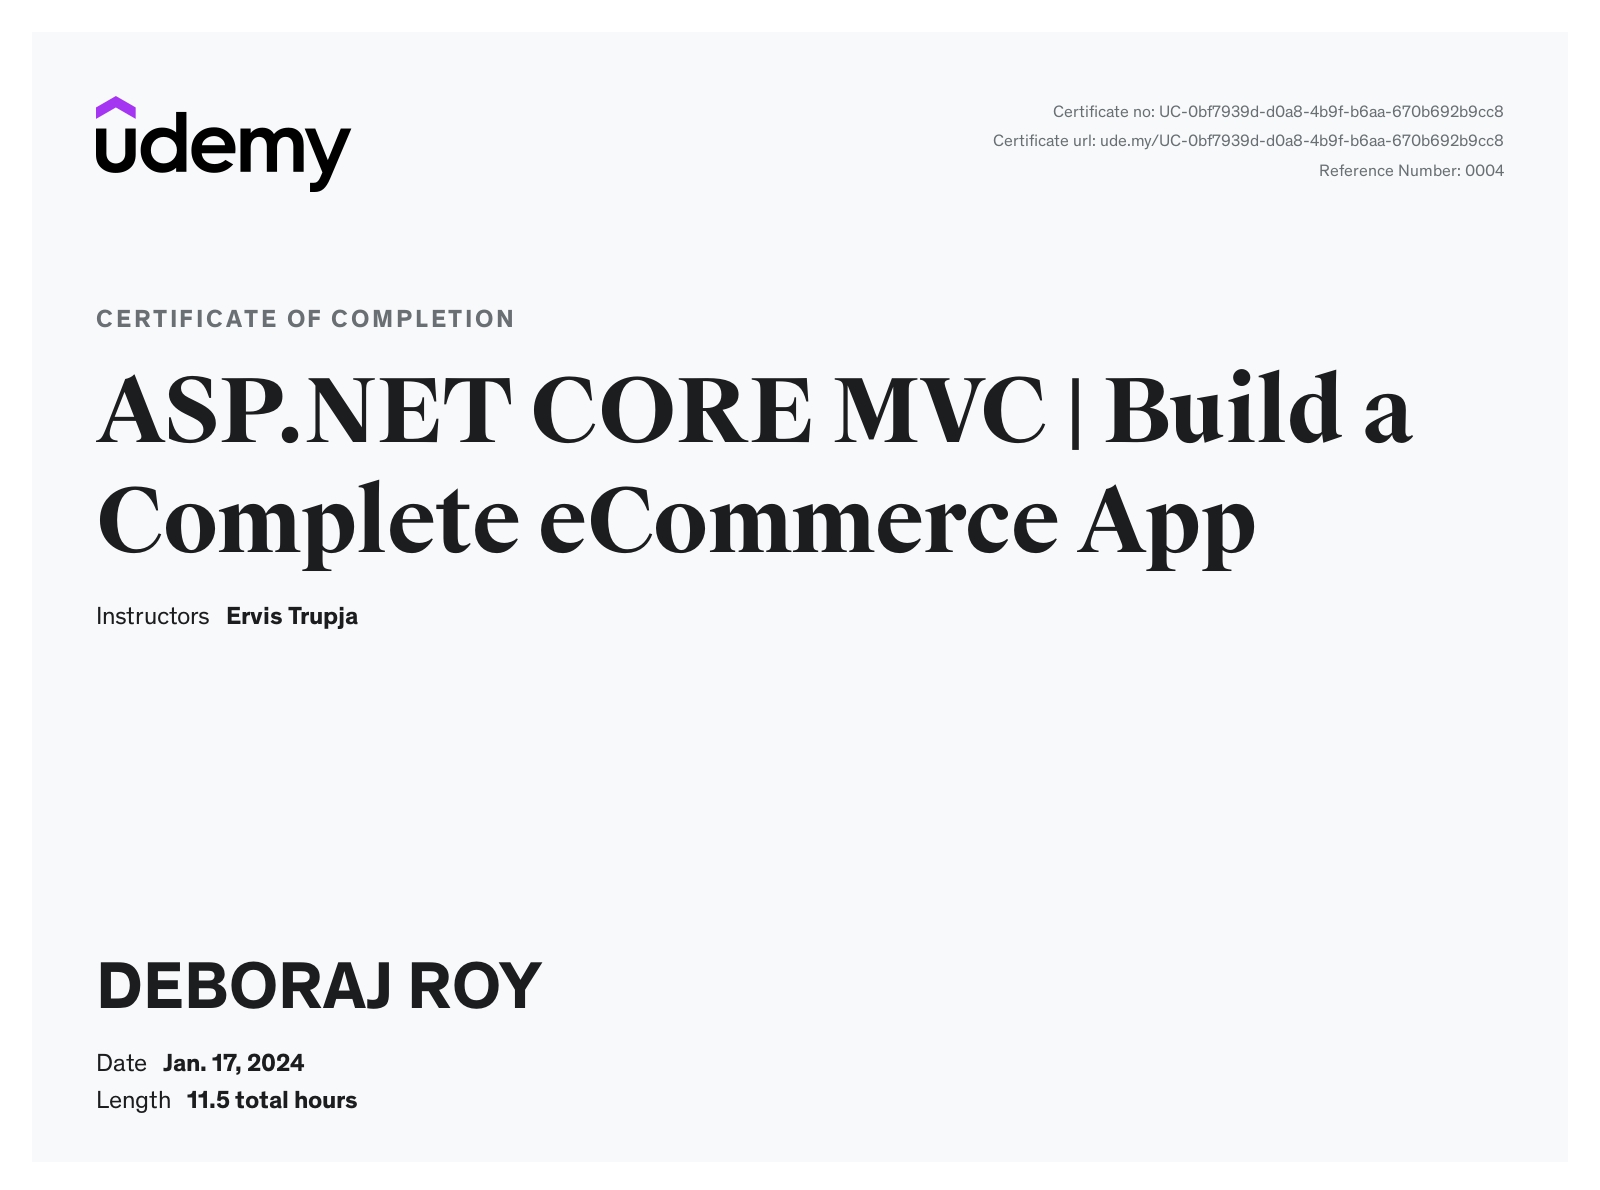 udemy
Certificate no: UC-0bf7939d-d0a8-4b9f-b6aa-670b692b9cc8
Certificate url: ude.my/UC-0bf7939d-d0a8-4b9f-b6aa-670b692b9cc8
Reference Number: 0004
CERTIFICATE OF COMPLETION
ASP.NET CORE MVC | Build a
Complete eCommerce App
Instructors Ervis Trupja
DEBORAJ ROY
Date Jan. 17, 2024
Length 11.5 total hours